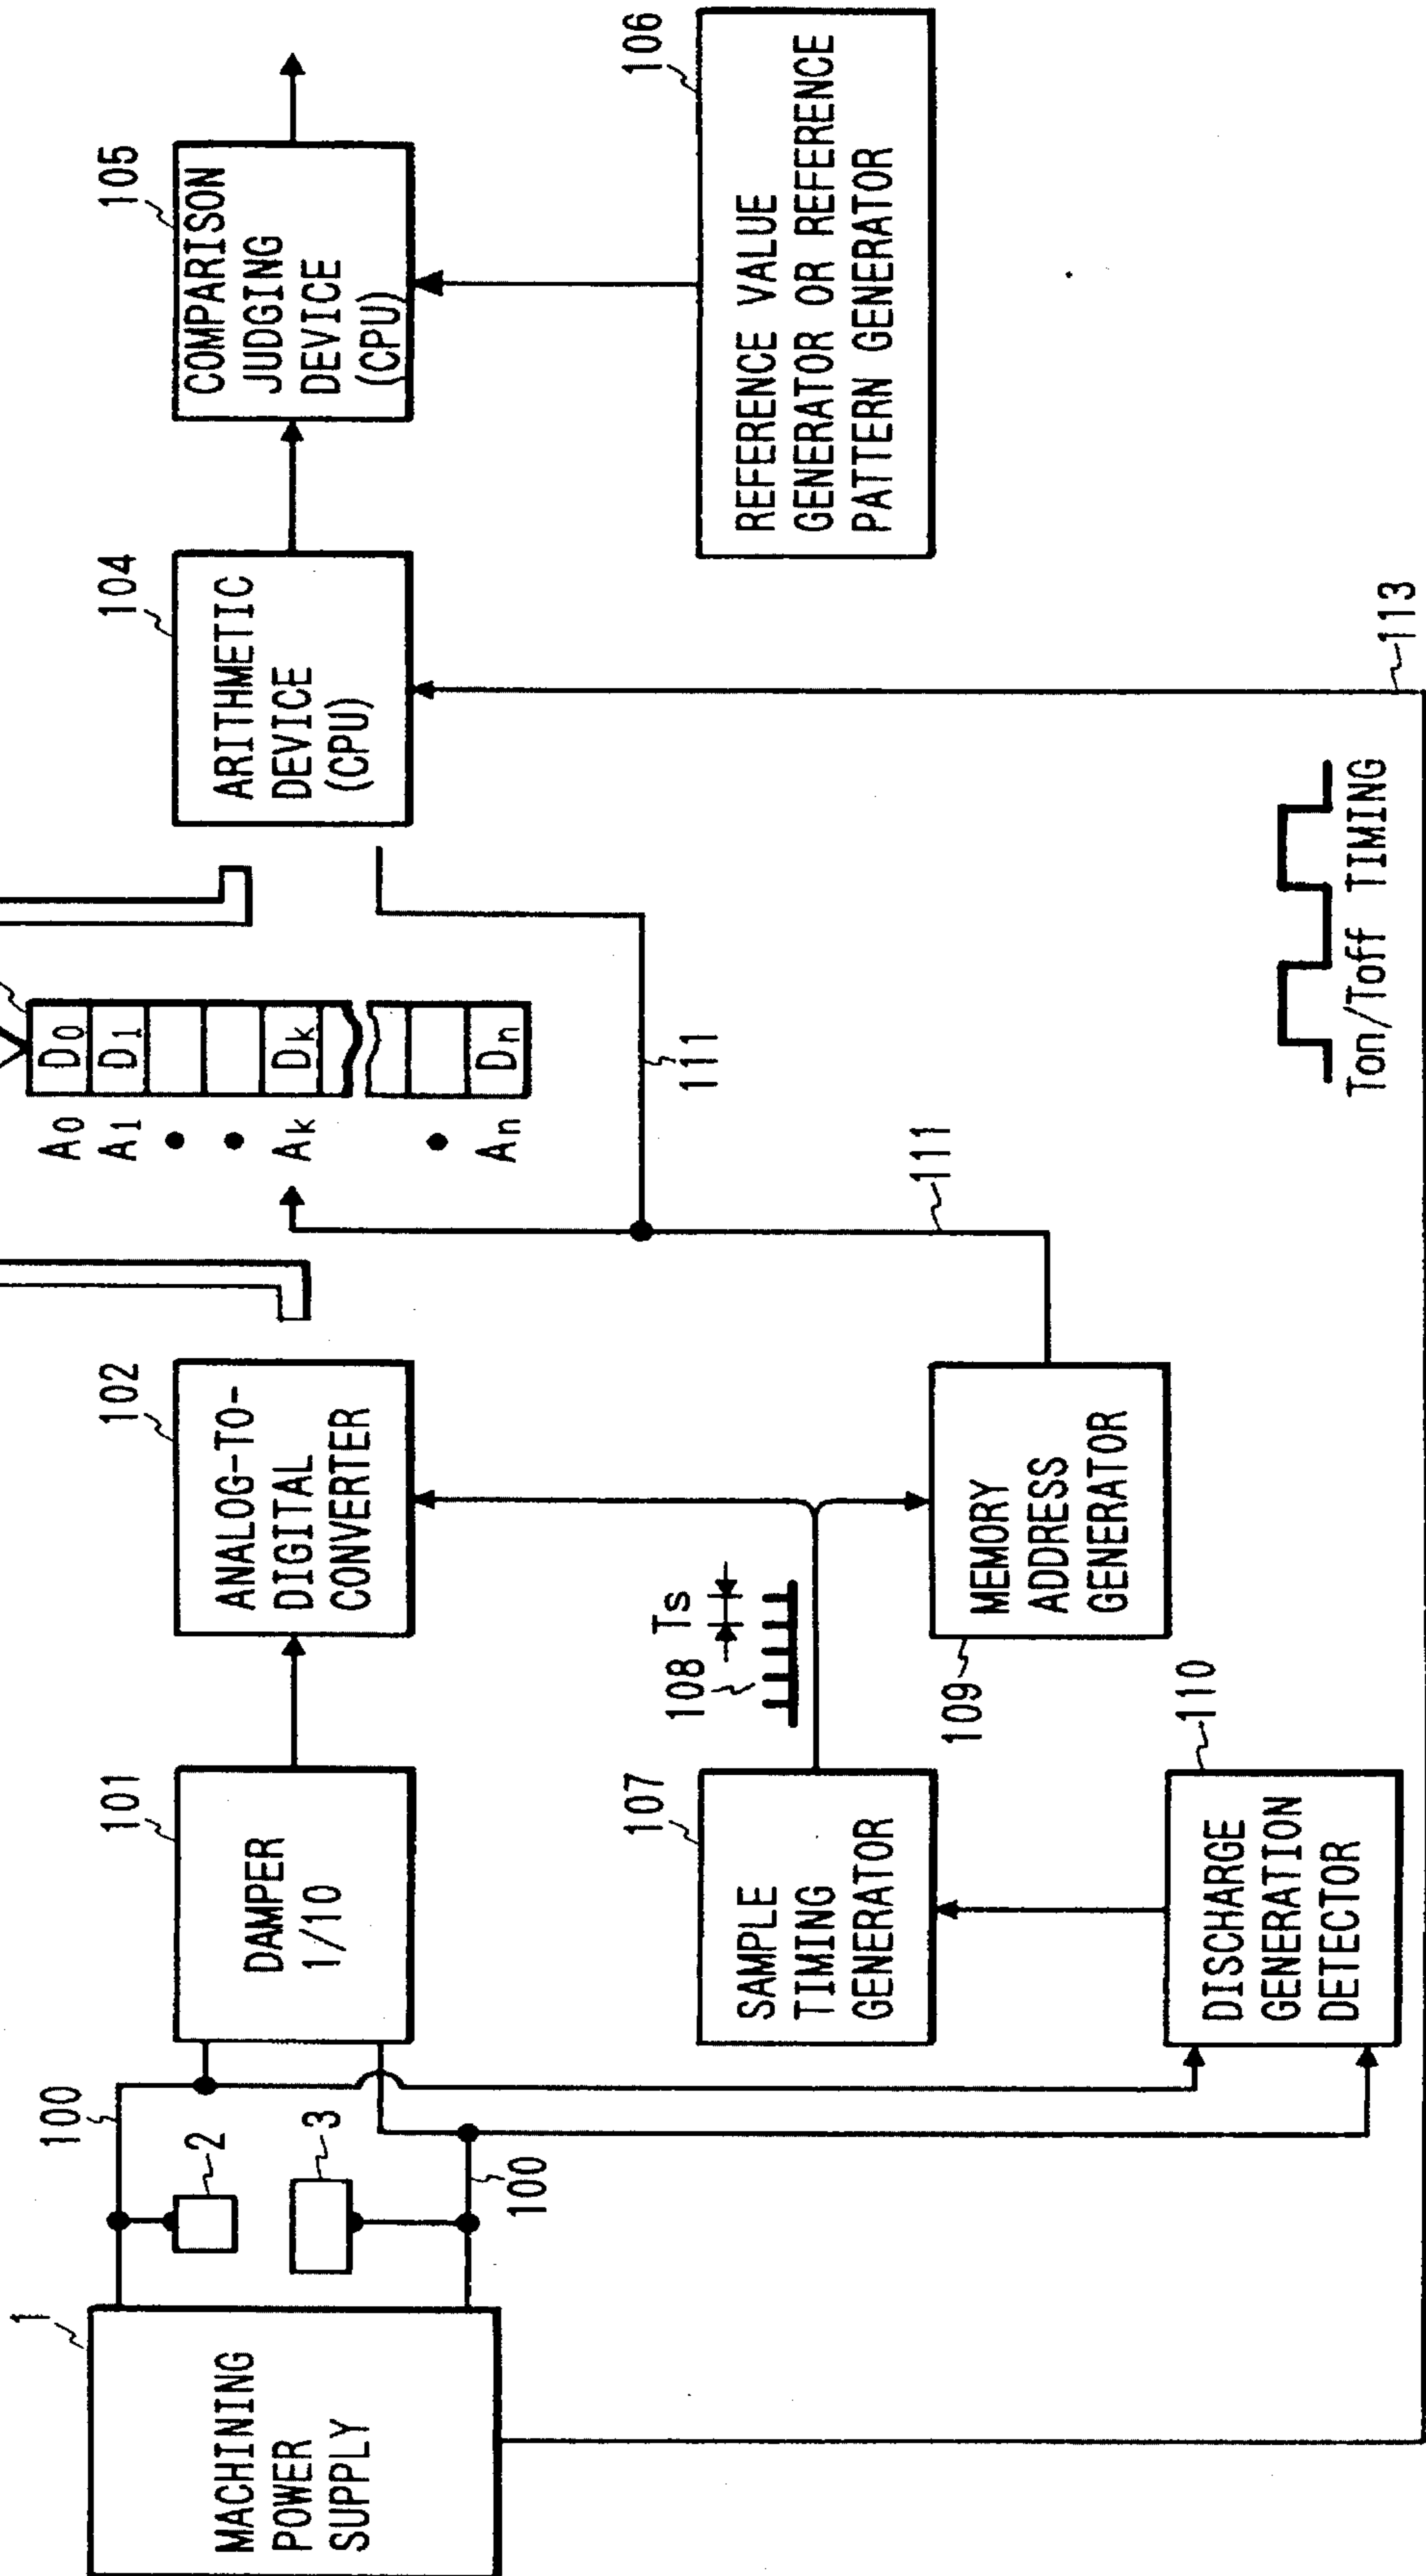 1
MACHINING
POWER
SUPPLY
100
2
3
100
101
DAMPER
1/10
102
ANALOG-TO-
DIGITAL
CONVERTER
A0 D0
A1 D1
Ak Dk
An Dn
104
ARITHMETIC
DEVICE
(CPU)
105
COMPARISON
JUDGING
DEVICE
(CPU)
106
REFERENCE VALUE
GENERATOR OR REFERENCE
PATTERN GENERATOR
107
SAMPLE
TIMING
GENERATOR
108
Ts
109
MEMORY
ADDRESS
GENERATOR
110
DISCHARGE
GENERATION
DETECTOR
111
111
Ton/Toff TIMING
113